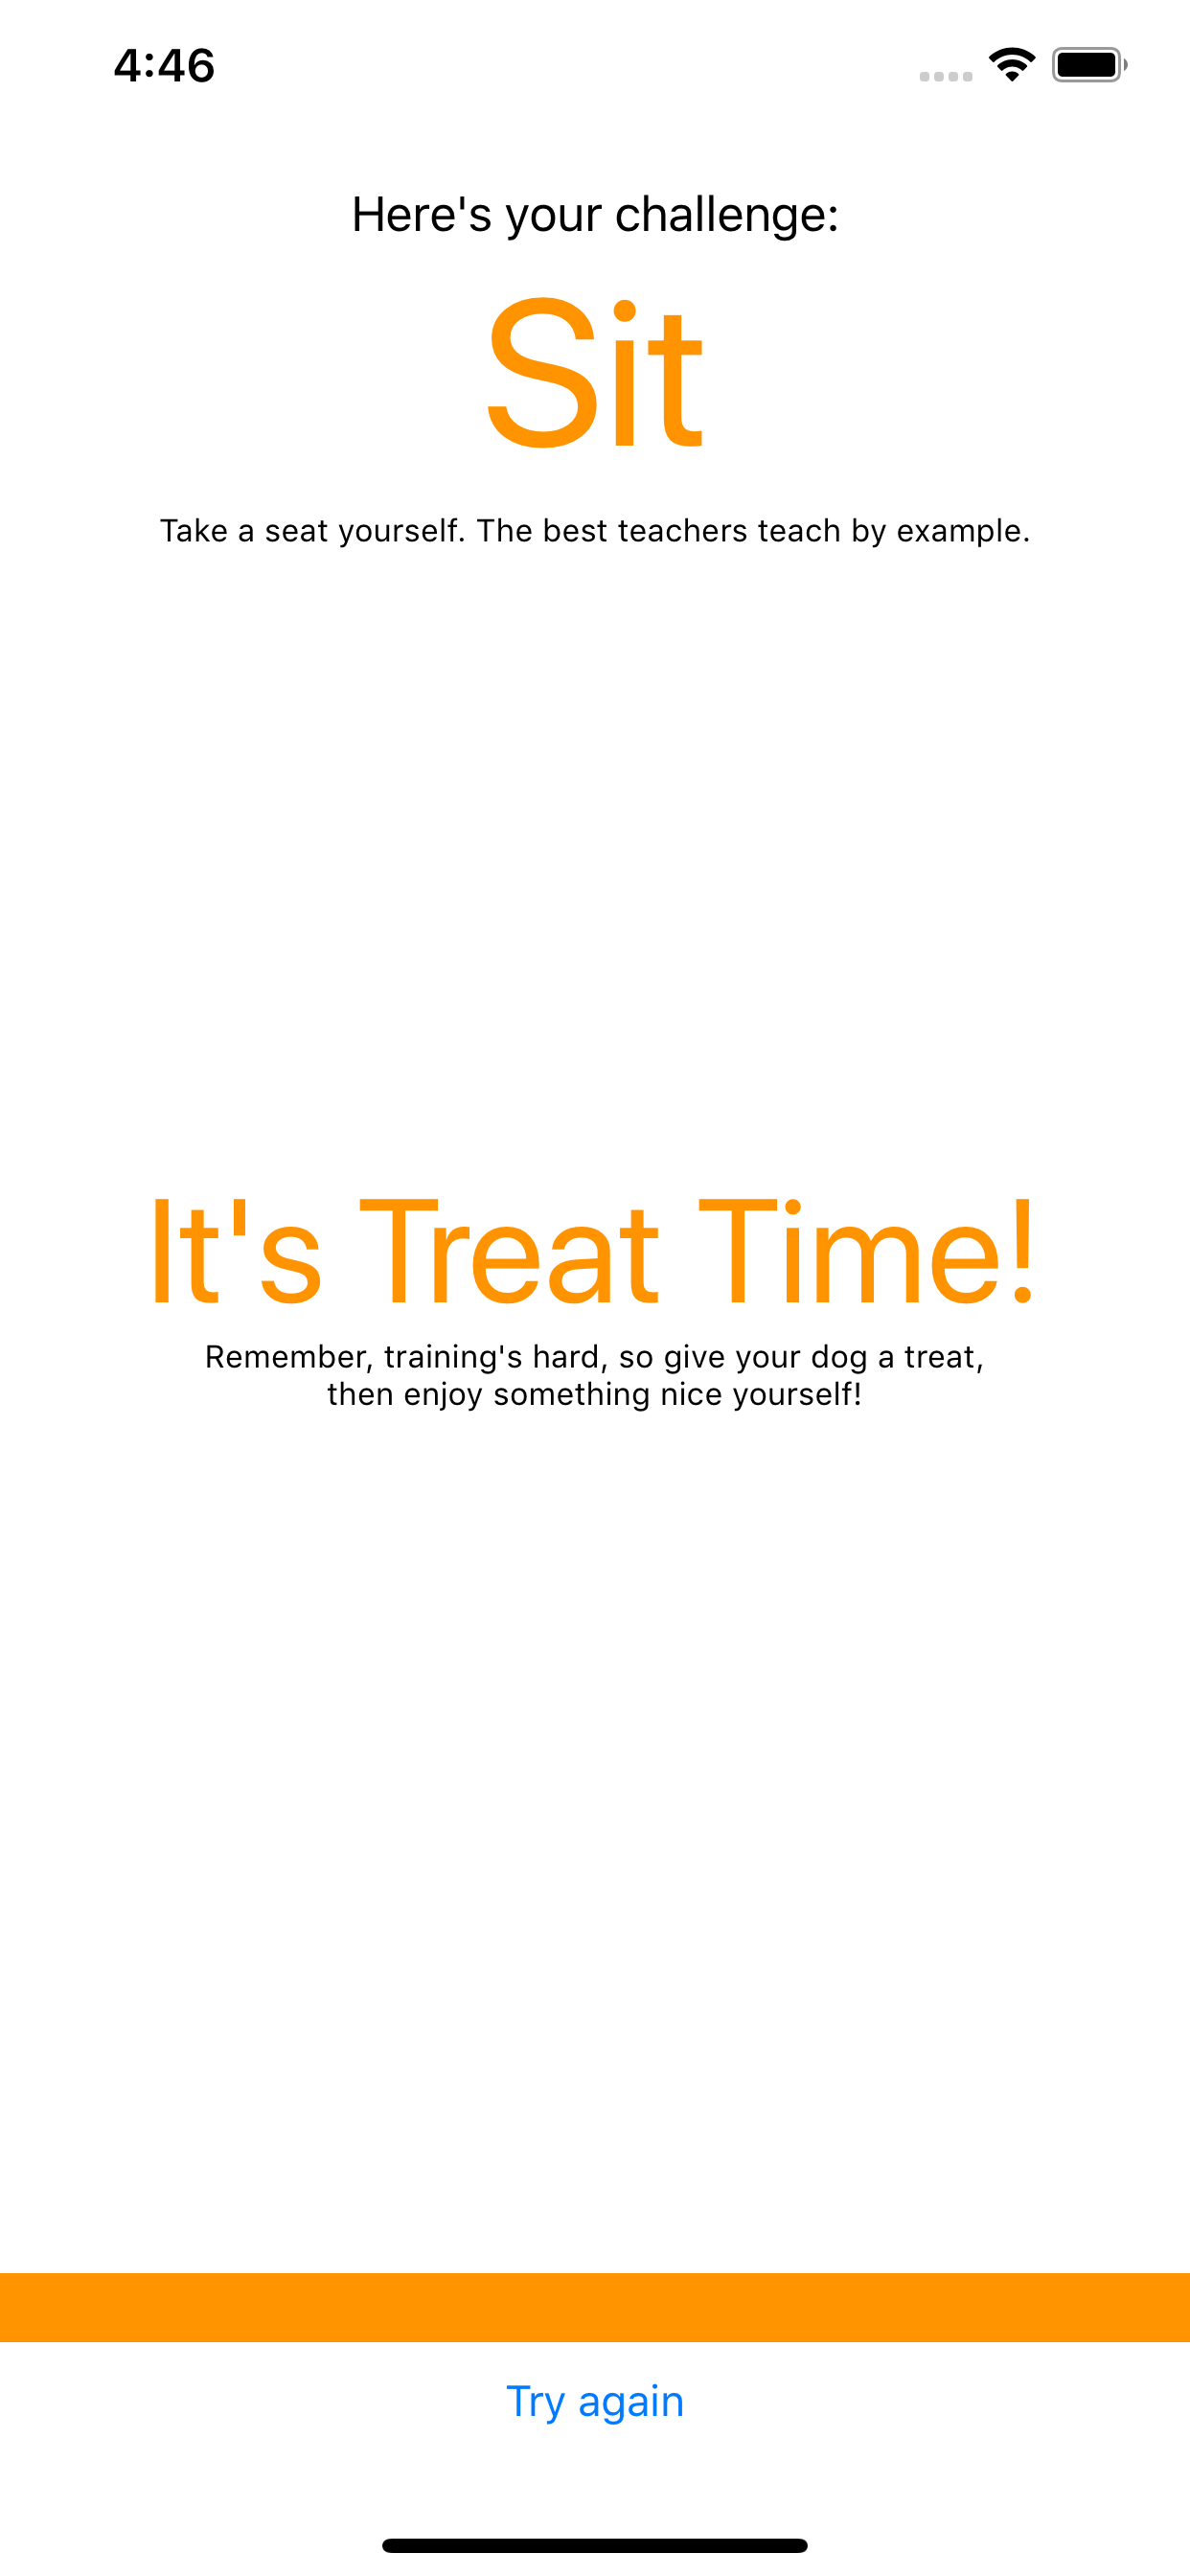 4:46
Here's your challenge:
Sit
Take a seat yourself. The best teachers teach by example.
It's Treat Time!
Remember, training's hard, so give your dog a treat,
then enjoy something nice yourself!
Try again